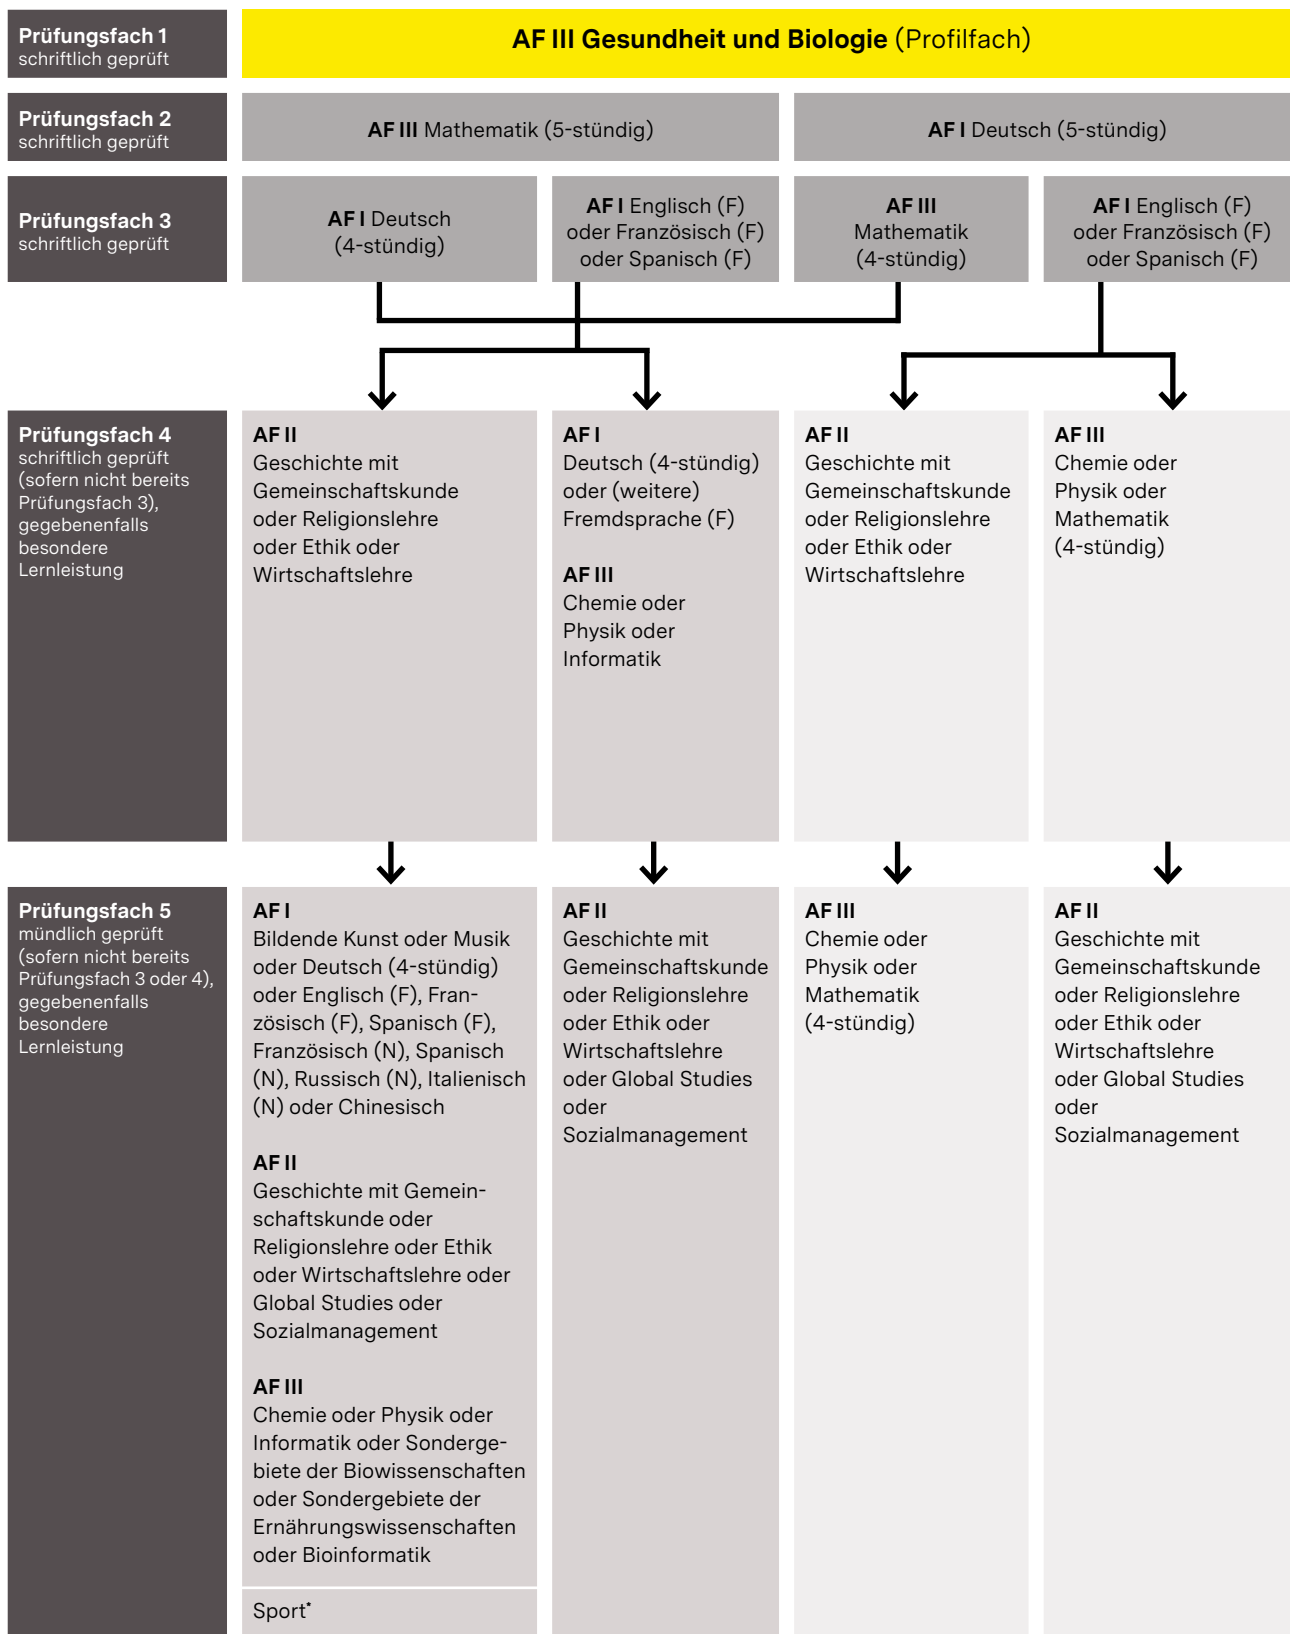 Prüfungsfach 1
schriftlich geprüft
AF III Gesundheit und Biologie (Profilfach)
Prüfungsfach 2
schriftlich geprüft
AF III Mathematik (5-stündig)
AF I Deutsch (5-stündig)
Prüfungsfach 3
schriftlich geprüft
AF I Deutsch
(4-stündig)
AF I Englisch (F)
oder Französisch (F)
oder Spanisch (F)
AF III
Mathematik
(4-stündig)
AF I Englisch (F)
oder Französisch (F)
oder Spanisch (F)
Prüfungsfach 4
schriftlich geprüft
(sofern nicht bereits
Prüfungsfach 3),
gegebenenfalls
besondere
Lernleistung
AF II
Geschichte mit
Gemeinschaftskunde
oder Religionslehre
oder Ethik oder
Wirtschaftslehre
AF I
Deutsch (4-stündig)
oder (weitere)
Fremdsprache (F)
AF III
Chemie oder
Physik oder
Informatik
AF II
Geschichte mit
Gemeinschaftskunde
oder Religionslehre
oder Ethik oder
Wirtschaftslehre
AF III
Chemie oder
Physik oder
Mathematik
(4-stündig)
Prüfungsfach 5
mündlich geprüft
(sofern nicht bereits
Prüfungsfach 3 oder 4),
gegebenenfalls
besondere
Lernleistung
AF I
Bildende Kunst oder Musik
oder Deutsch (4-stündig)
oder Englisch (F), Fran-
zösisch (F), Spanisch (F),
Französisch (N), Spanisch
(N), Russisch (N), Italienisch
(N) oder Chinesisch
AF II
Geschichte mit Gemein-
schaftskunde oder
Religionslehre oder Ethik
oder Wirtschaftslehre oder
Global Studies oder
Sozialmanagement
AF III
Chemie oder Physik oder
Informatik oder Sonderge-
biete der Biowissenschaften
oder Sondergebiete der
Ernährungswissenschaften
oder Bioinformatik
Sport*
AF II
Geschichte mit
Gemeinschaftskunde
oder Religionslehre
oder Ethik oder
Wirtschaftslehre
oder Global Studies
oder
Sozialmanagement
AF III
Chemie oder
Physik oder
Mathematik
(4-stündig)
AF II
Geschichte mit
Gemeinschaftskunde
oder Religionslehre
oder Ethik oder
Wirtschaftslehre
oder Global Studies
oder
Sozialmanagement